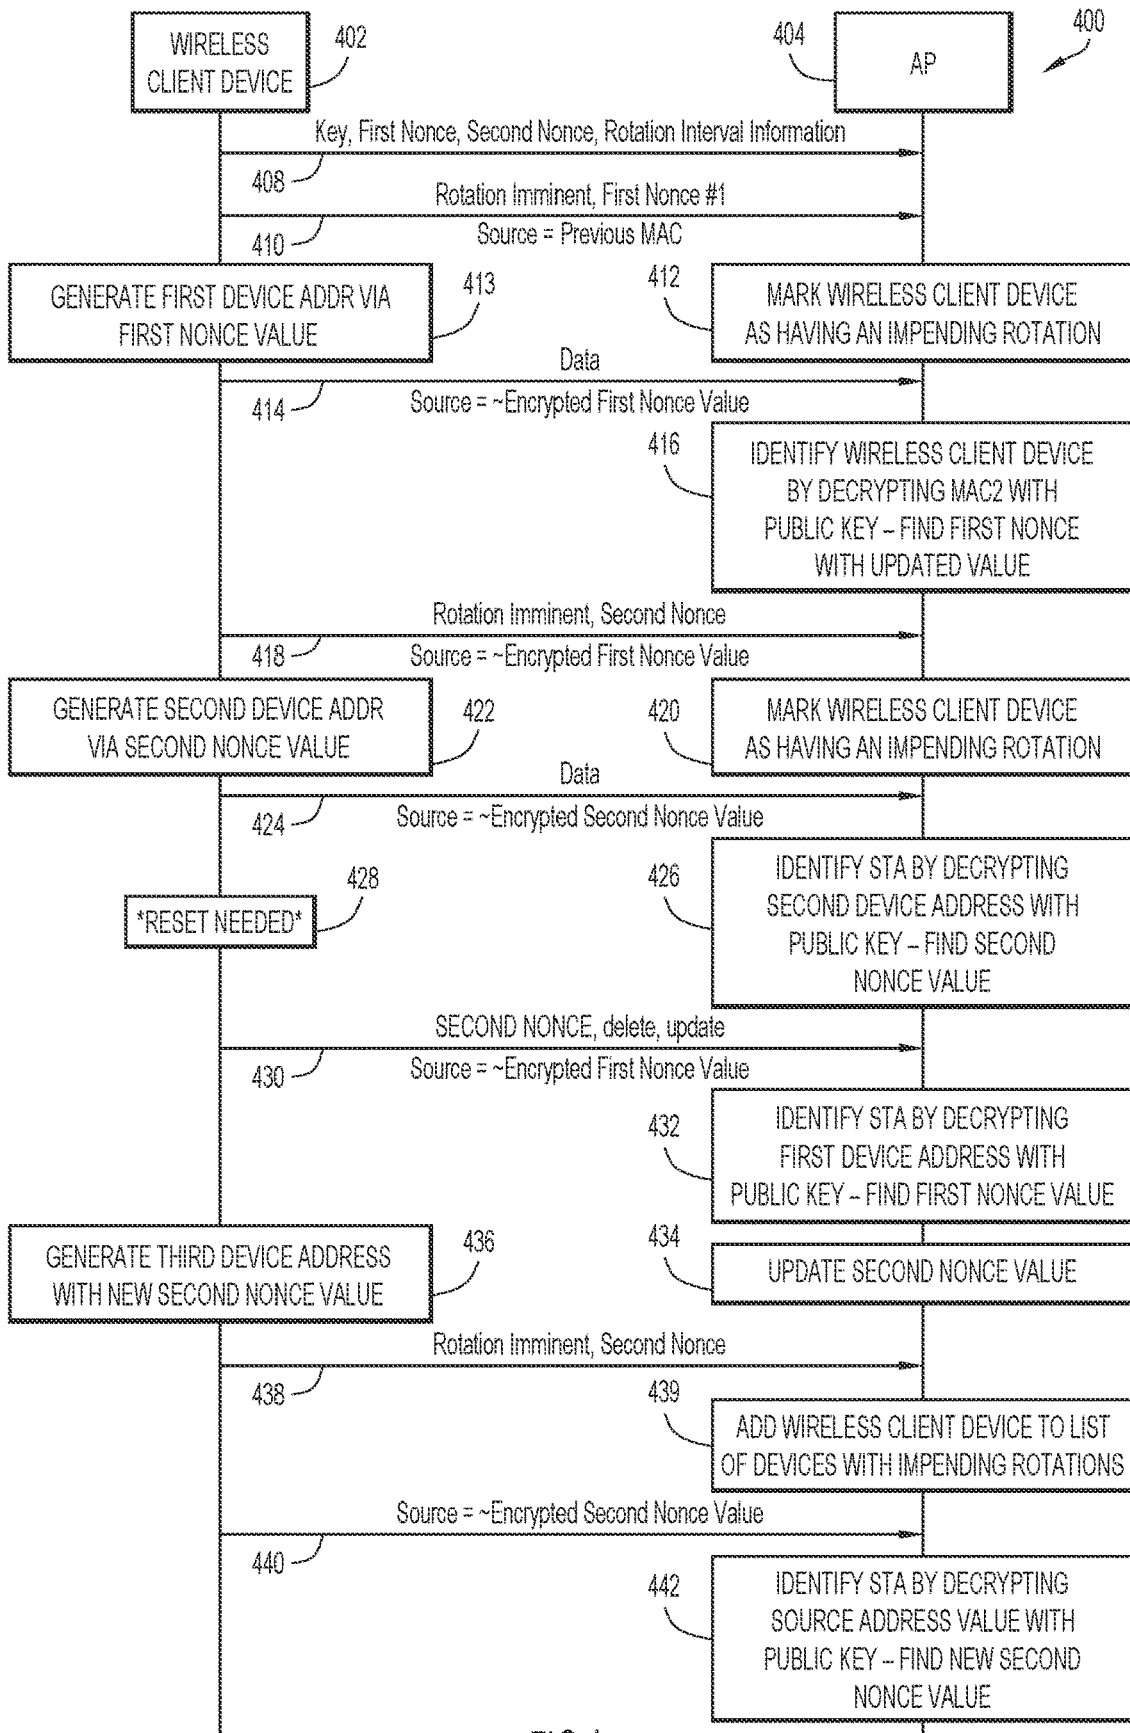 WIRELESS
CLIENT DEVICE
402
404
AP
400
Key, First Nonce, Second Nonce, Rotation Interval Information
408
Rotation Imminent, First Nonce #1
410
Source = Previous MAC
GENERATE FIRST DEVICE ADDR VIA
FIRST NONCE VALUE
413
412
MARK WIRELESS CLIENT DEVICE
AS HAVING AN IMPENDING ROTATION
Data
414
Source = ~Encrypted First Nonce Value
416
IDENTIFY WIRELESS CLIENT DEVICE
BY DECRYPTING MAC2 WITH
PUBLIC KEY – FIND FIRST NONCE
WITH UPDATED VALUE
Rotation Imminent, Second Nonce
418
Source = ~Encrypted First Nonce Value
GENERATE SECOND DEVICE ADDR
VIA SECOND NONCE VALUE
422
420
MARK WIRELESS CLIENT DEVICE
AS HAVING AN IMPENDING ROTATION
Data
424
Source = ~Encrypted Second Nonce Value
428
*RESET NEEDED*
426
IDENTIFY STA BY DECRYPTING
SECOND DEVICE ADDRESS WITH
PUBLIC KEY – FIND SECOND
NONCE VALUE
SECOND NONCE, delete, update
430
Source = ~Encrypted First Nonce Value
432
IDENTIFY STA BY DECRYPTING
FIRST DEVICE ADDRESS WITH
PUBLIC KEY – FIND FIRST NONCE VALUE
GENERATE THIRD DEVICE ADDRESS
WITH NEW SECOND NONCE VALUE
436
434
UPDATE SECOND NONCE VALUE
Rotation Imminent, Second Nonce
438
439
ADD WIRELESS CLIENT DEVICE TO LIST
OF DEVICES WITH IMPENDING ROTATIONS
Source = ~Encrypted Second Nonce Value
440
442
IDENTIFY STA BY DECRYPTING
SOURCE ADDRESS VALUE WITH
PUBLIC KEY – FIND NEW SECOND
NONCE VALUE